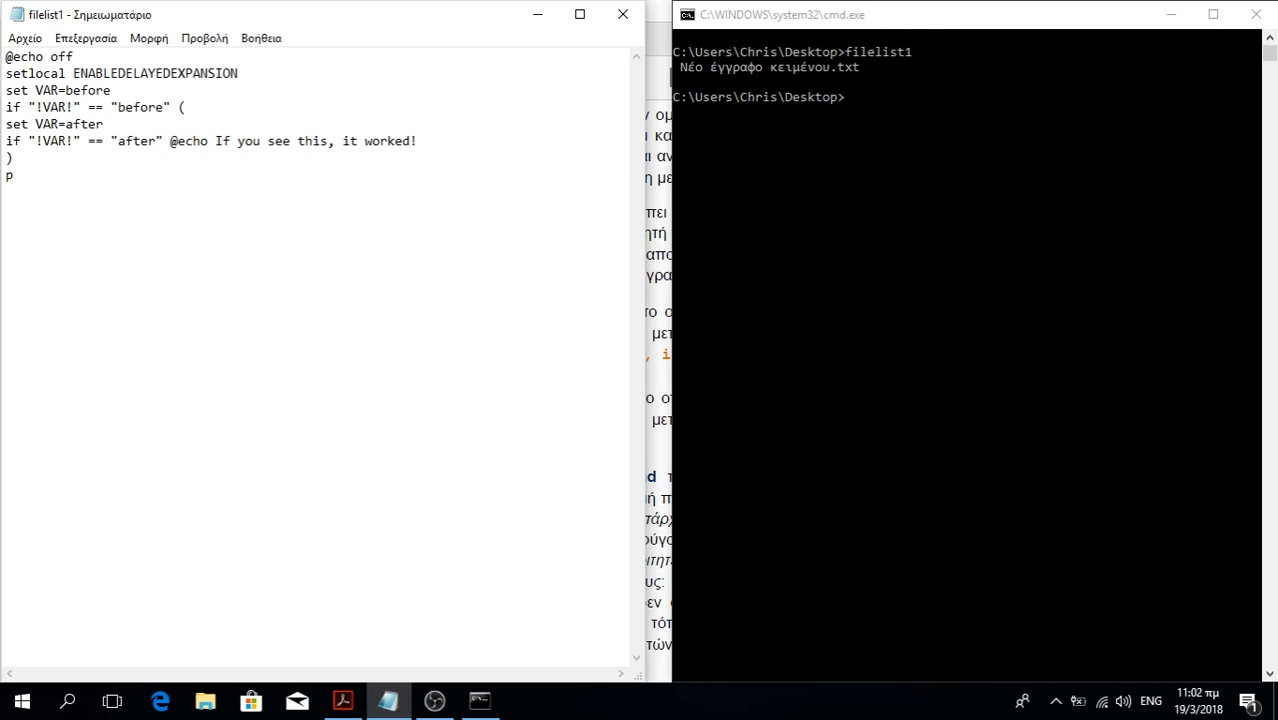 filelist1 - Σημειωματάριο
Αρχείο Επεξεργασία Μορφή Προβολή Βοήθεια
@echo off
setlocal ENABLEDELAYEDEXPANSION
set VAR=before
if "!VAR!" == "before" (
set VAR=after
if "!VAR!" == "after" @echo If you see this, it worked!
)
p
C:\WINDOWS\system32\cmd.exe
C:\Users\Chris\Desktop>filelist1
Νέο έγγραφο κειμένου.txt
C:\Users\Chris\Desktop>
ENG
11:02 πμ
19/3/2018
1